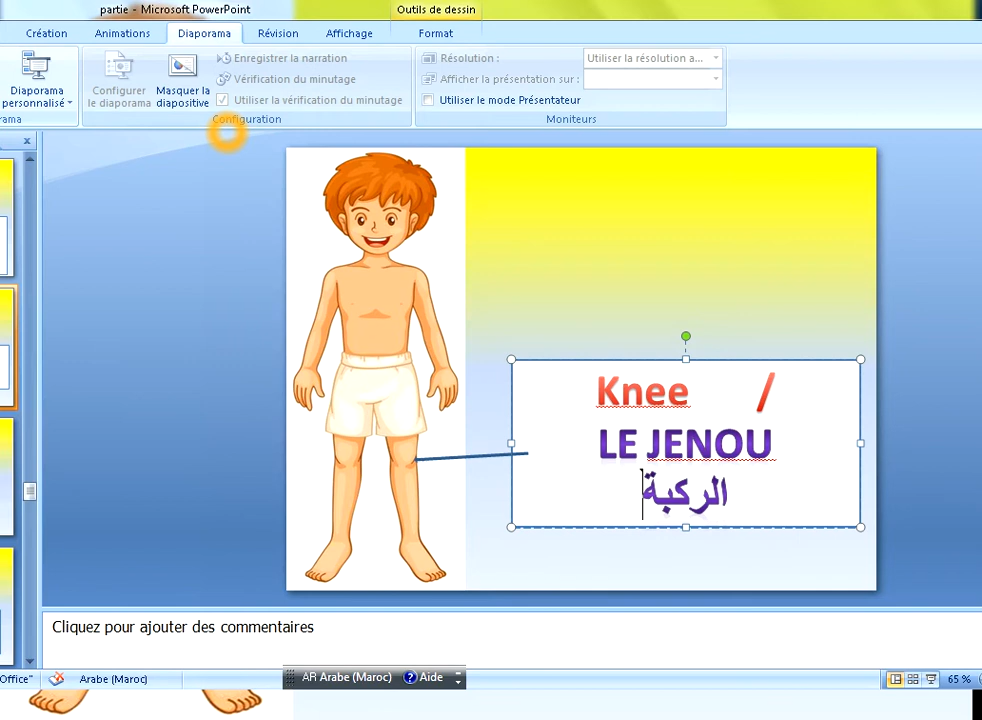 partie - Microsoft PowerPoint
Outils de dessin
Création
Animations
Diaporama
Révision
Affichage
Format
Diaporama personnalisé
Configurer le diaporama
Masquer la diapositive
Enregistrer la narration
Vérification du minutage
Utiliser la vérification du minutage
Configuration
Résolution :
Utiliser la résolution a...
Afficher la présentation sur :
Utiliser le mode Présentateur
Moniteurs
Knee /
LE JENOU
الركبة
Cliquez pour ajouter des commentaires
Office"
Arabe (Maroc)
AR Arabe (Maroc)
Aide
65 %